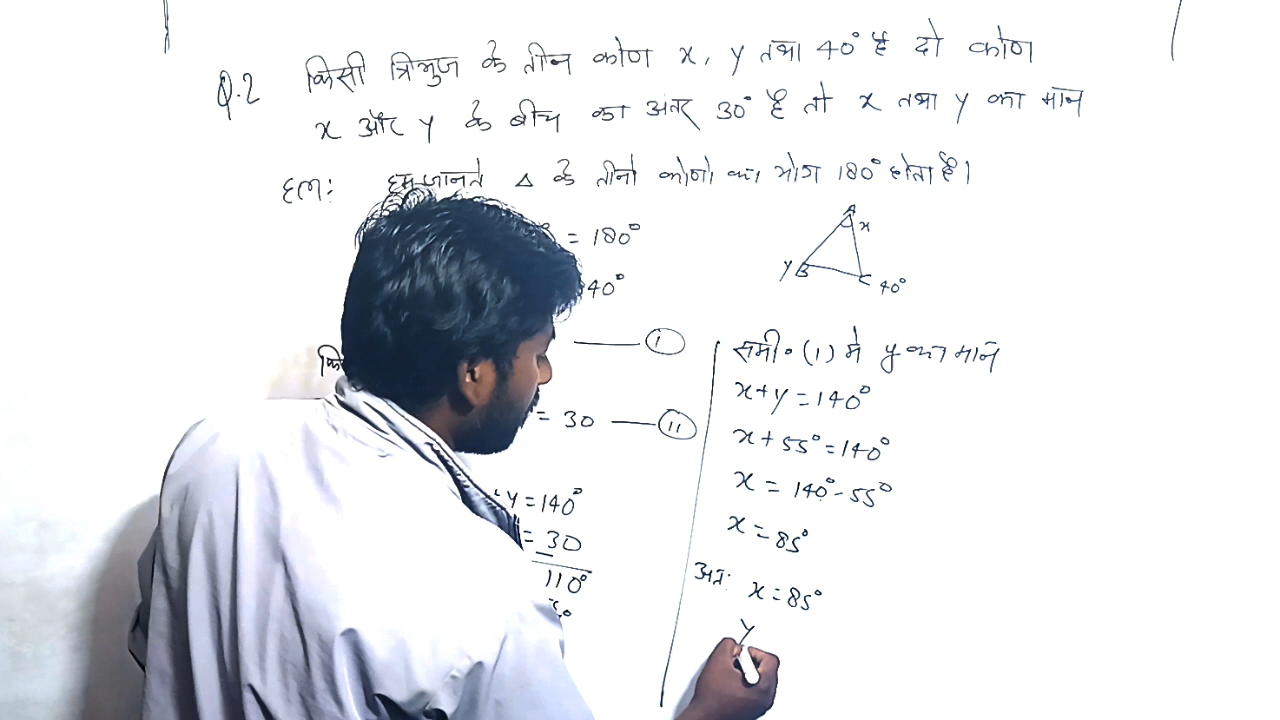 Q.2 किसी त्रिभुज के तीन कोण x, y तथा 40° है दो कोण
x और y के बीच का अंतर 30° है तो x तथा y का मान
हल: हम जानते Δ के तीनो कोणो का योग 180° होता है।
= 180°
40°
(i)
= 30 (ii)
y = 140°
= 30
110°
A x
y B
C 40°
समी० (1) मे y का मान
x+y = 140°
x + 55° = 140°
x = 140° - 55°
x = 85°
अत: x = 85°
y